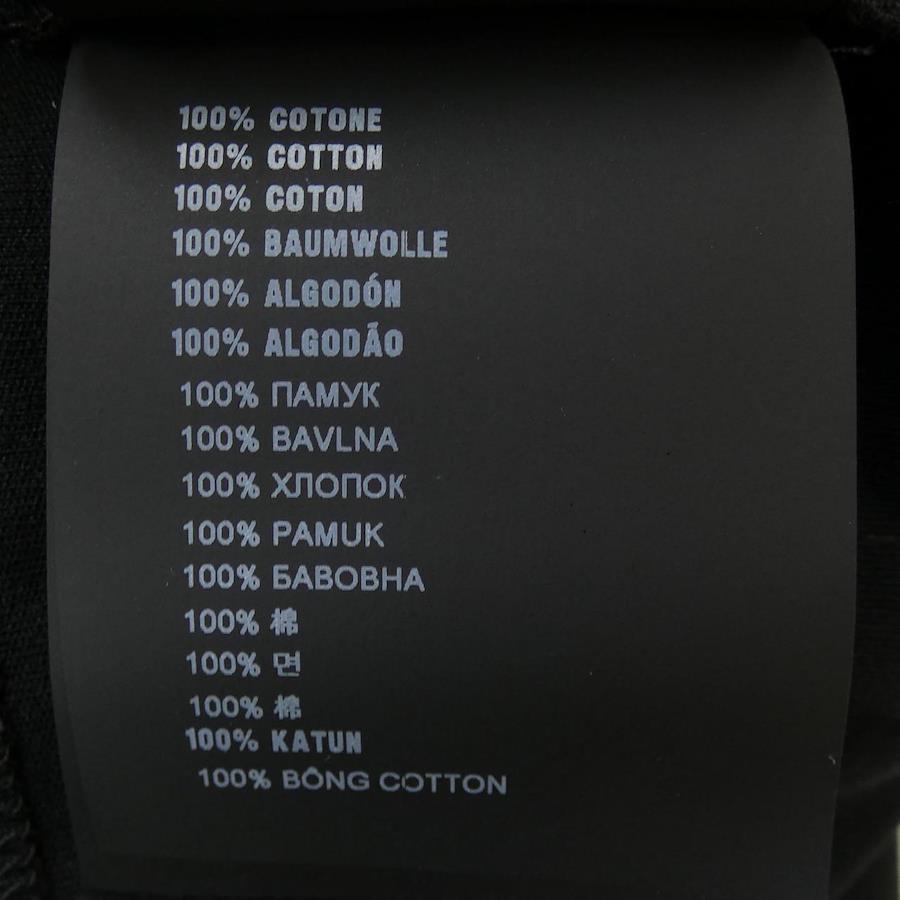 100% COTONE
100% COTTON
100% COTON
100% BAUMWOLLE
100% ALGODÓN
100% ALGODÃO
100% ПАМУК
100% BAVLNA
100% ХЛОПОК
100% PAMUK
100% БАВОВНА
100% 棉
100% 면
100% 棉
100% KATUN
100% BÔNG COTTON